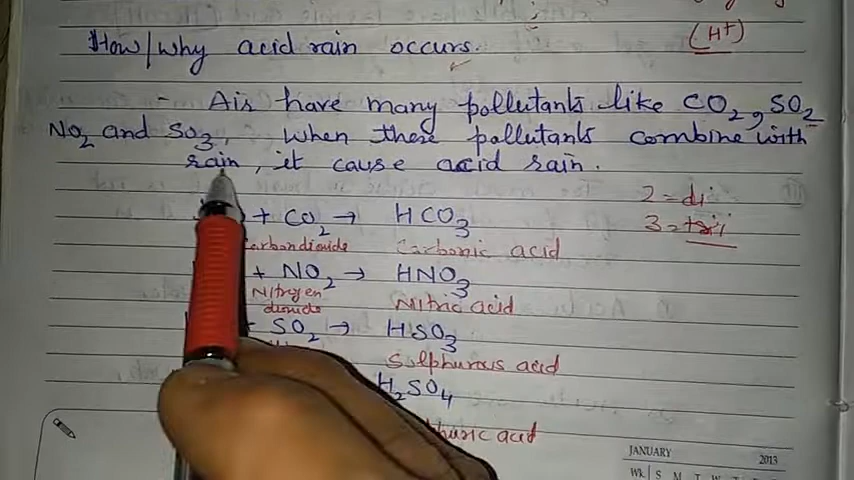 (H+)
How/why acid rain occurs.
- Air have many pollutants like CO2, SO2
NO2 and SO3, When these pollutants combine with
rain, it cause acid rain.
2 = di
3 = tri
+ CO2 → HCO3
Carbondioxide Carbonic acid
+ NO2 → HNO3
Nitrogen dioxide Nitric acid
+ SO2 → HSO3
Sulphurous acid
H2SO4
acid
JANUARY 2013
Wk S M T W T